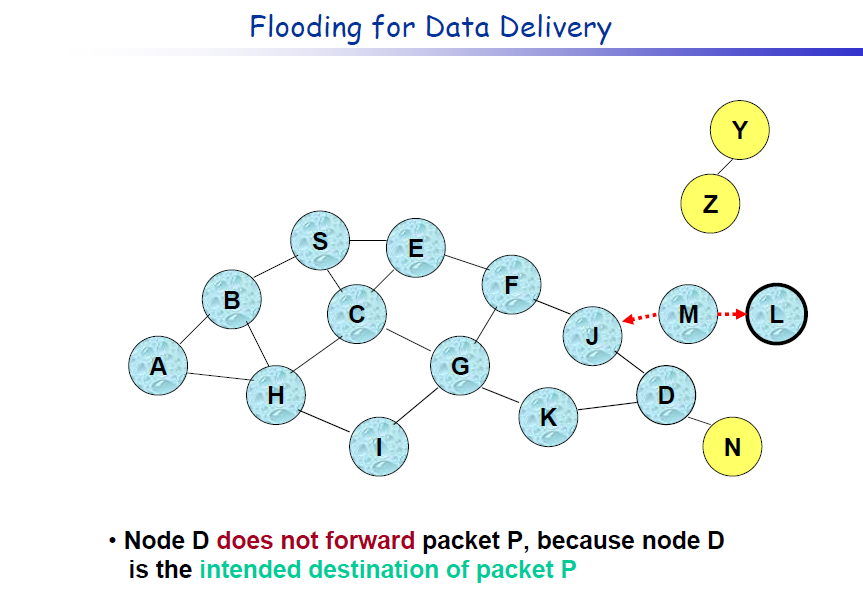 Flooding for Data Delivery
Y
Z
S
E
F
B
C
M
L
J
A
G
H
D
K
I
N
• Node D does not forward packet P, because node D
is the intended destination of packet P